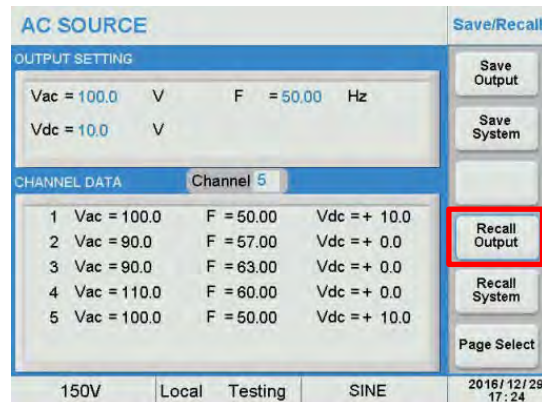 AC SOURCE
Save/Recall
OUTPUT SETTING
Vac = 100.0 V F = 50.00 Hz
Vdc = 10.0 V
CHANNEL DATA Channel 5
1 Vac = 100.0 F = 50.00 Vdc = + 10.0
2 Vac = 90.0 F = 57.00 Vdc = + 0.0
3 Vac = 90.0 F = 63.00 Vdc = + 0.0
4 Vac = 110.0 F = 60.00 Vdc = + 0.0
5 Vac = 100.0 F = 50.00 Vdc = + 10.0
Save
Output
Save
System
Recall
Output
Recall
System
Page Select
150V Local Testing SINE
2016/12/29
17:24